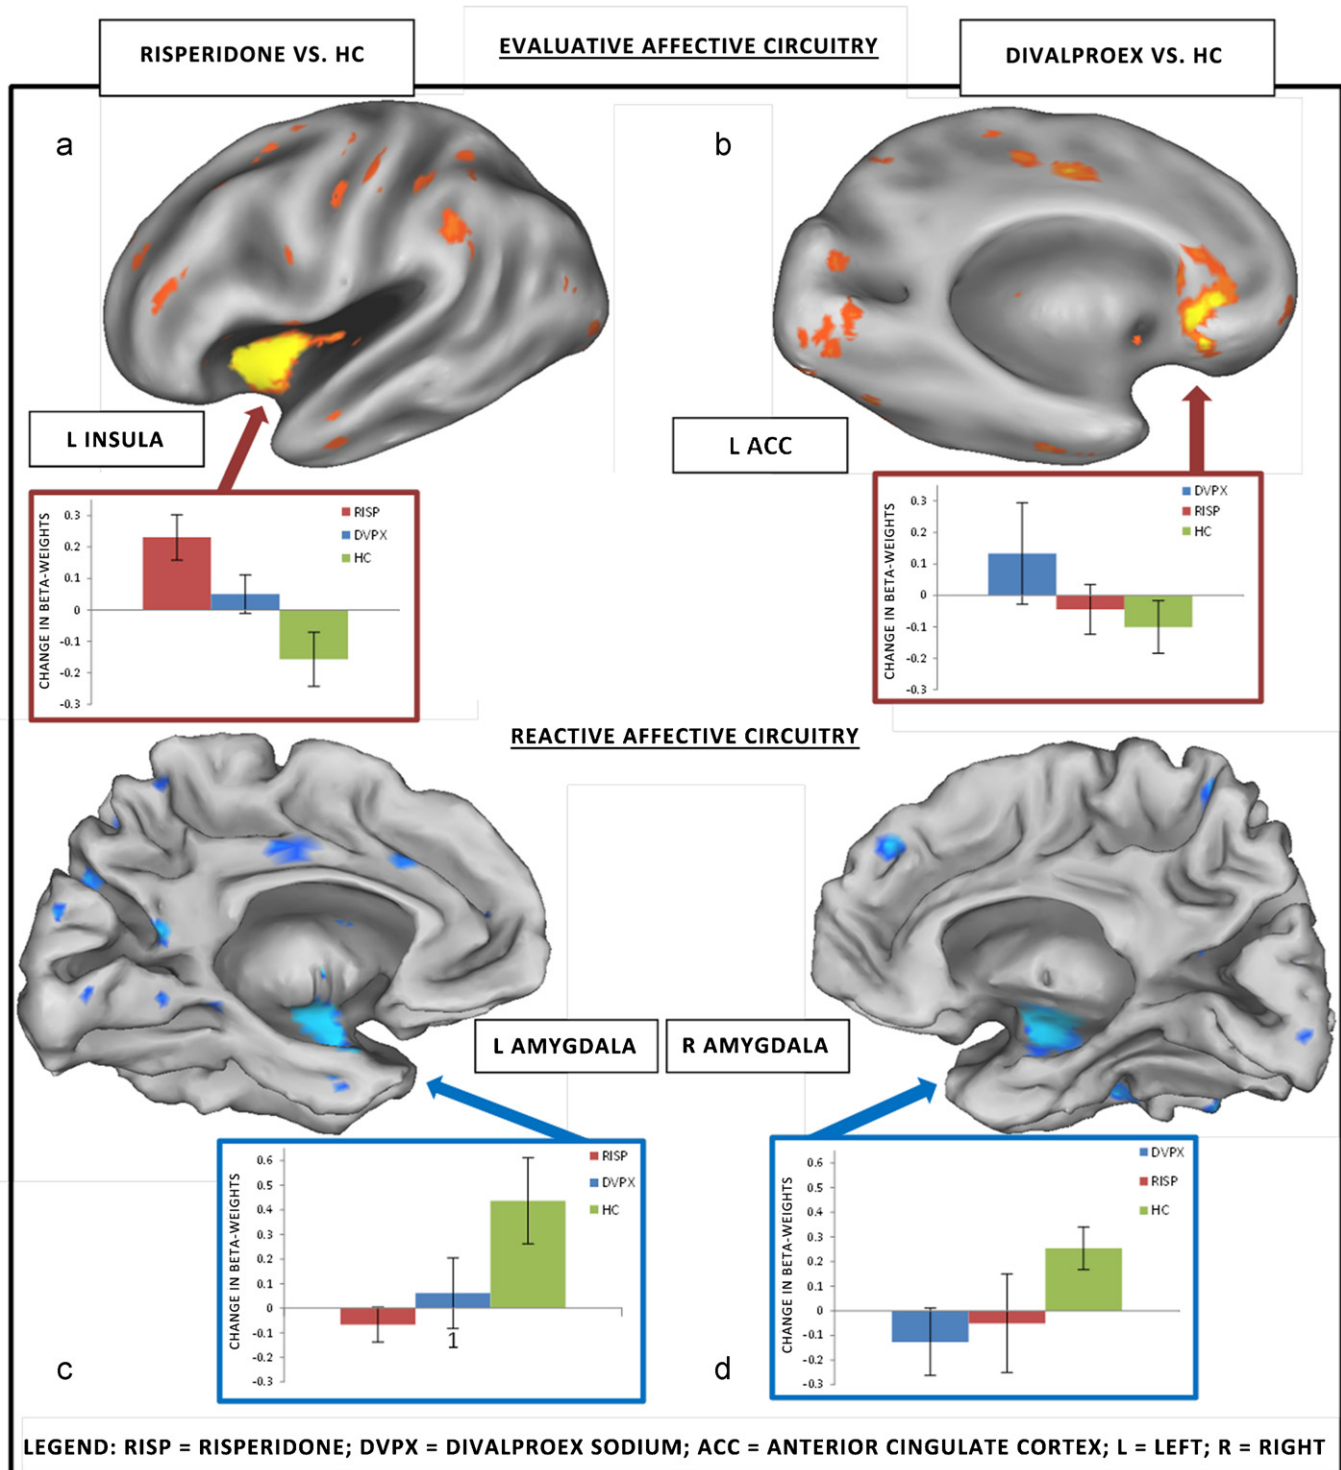 RISPERIDONE VS. HC
EVALUATIVE AFFECTIVE CIRCUITRY
DIVALPROEX VS. HC
a
b
L INSULA
L ACC
CHANGE IN BETA-WEIGHTS
0.3
0.2
0.1
0
-0.1
-0.2
-0.3
RISP
DVPX
HC
CHANGE IN BETA-WEIGHTS
0.3
0.2
0.1
0
-0.1
-0.2
-0.3
DVPX
RISP
HC
REACTIVE AFFECTIVE CIRCUITRY
L AMYGDALA
R AMYGDALA
c
CHANGE IN BETA-WEIGHTS
0.6
0.5
0.4
0.3
0.2
0.1
0
-0.1
-0.2
-0.3
1
RISP
DVPX
HC
d
CHANGE IN BETA-WEIGHTS
0.6
0.5
0.4
0.3
0.2
0.1
0
-0.1
-0.2
-0.3
DVPX
RISP
HC
LEGEND: RISP = RISPERIDONE; DVPX = DIVALPROEX SODIUM; ACC = ANTERIOR CINGULATE CORTEX; L = LEFT; R = RIGHT